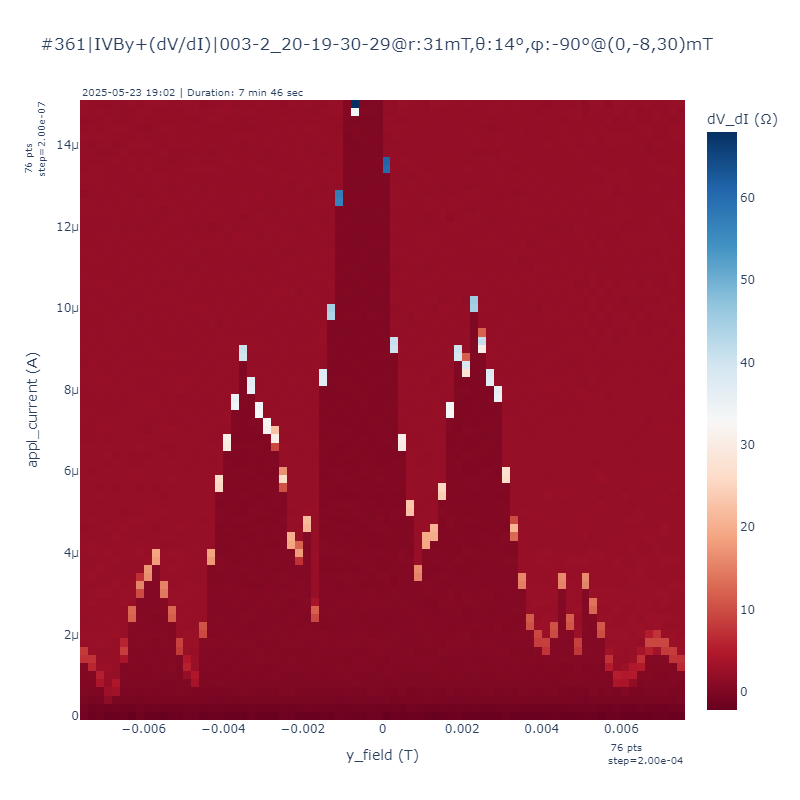 #361|IVBy+(dV/dI)|003-2_20-19-30-29@r:31mT,θ:14°,φ:-90°@(0,-8,30)mT
2025-05-23 19:02 | Duration: 7 min 46 sec
dV_dI (Ω)
76 pts
step=2.00e-07
14μ
12μ
10μ
8μ
6μ
4μ
2μ
0
appl_current (A)
60
50
40
30
20
10
0
−0.006
−0.004
−0.002
0
0.002
0.004
0.006
y_field (T)
76 pts
step=2.00e-04